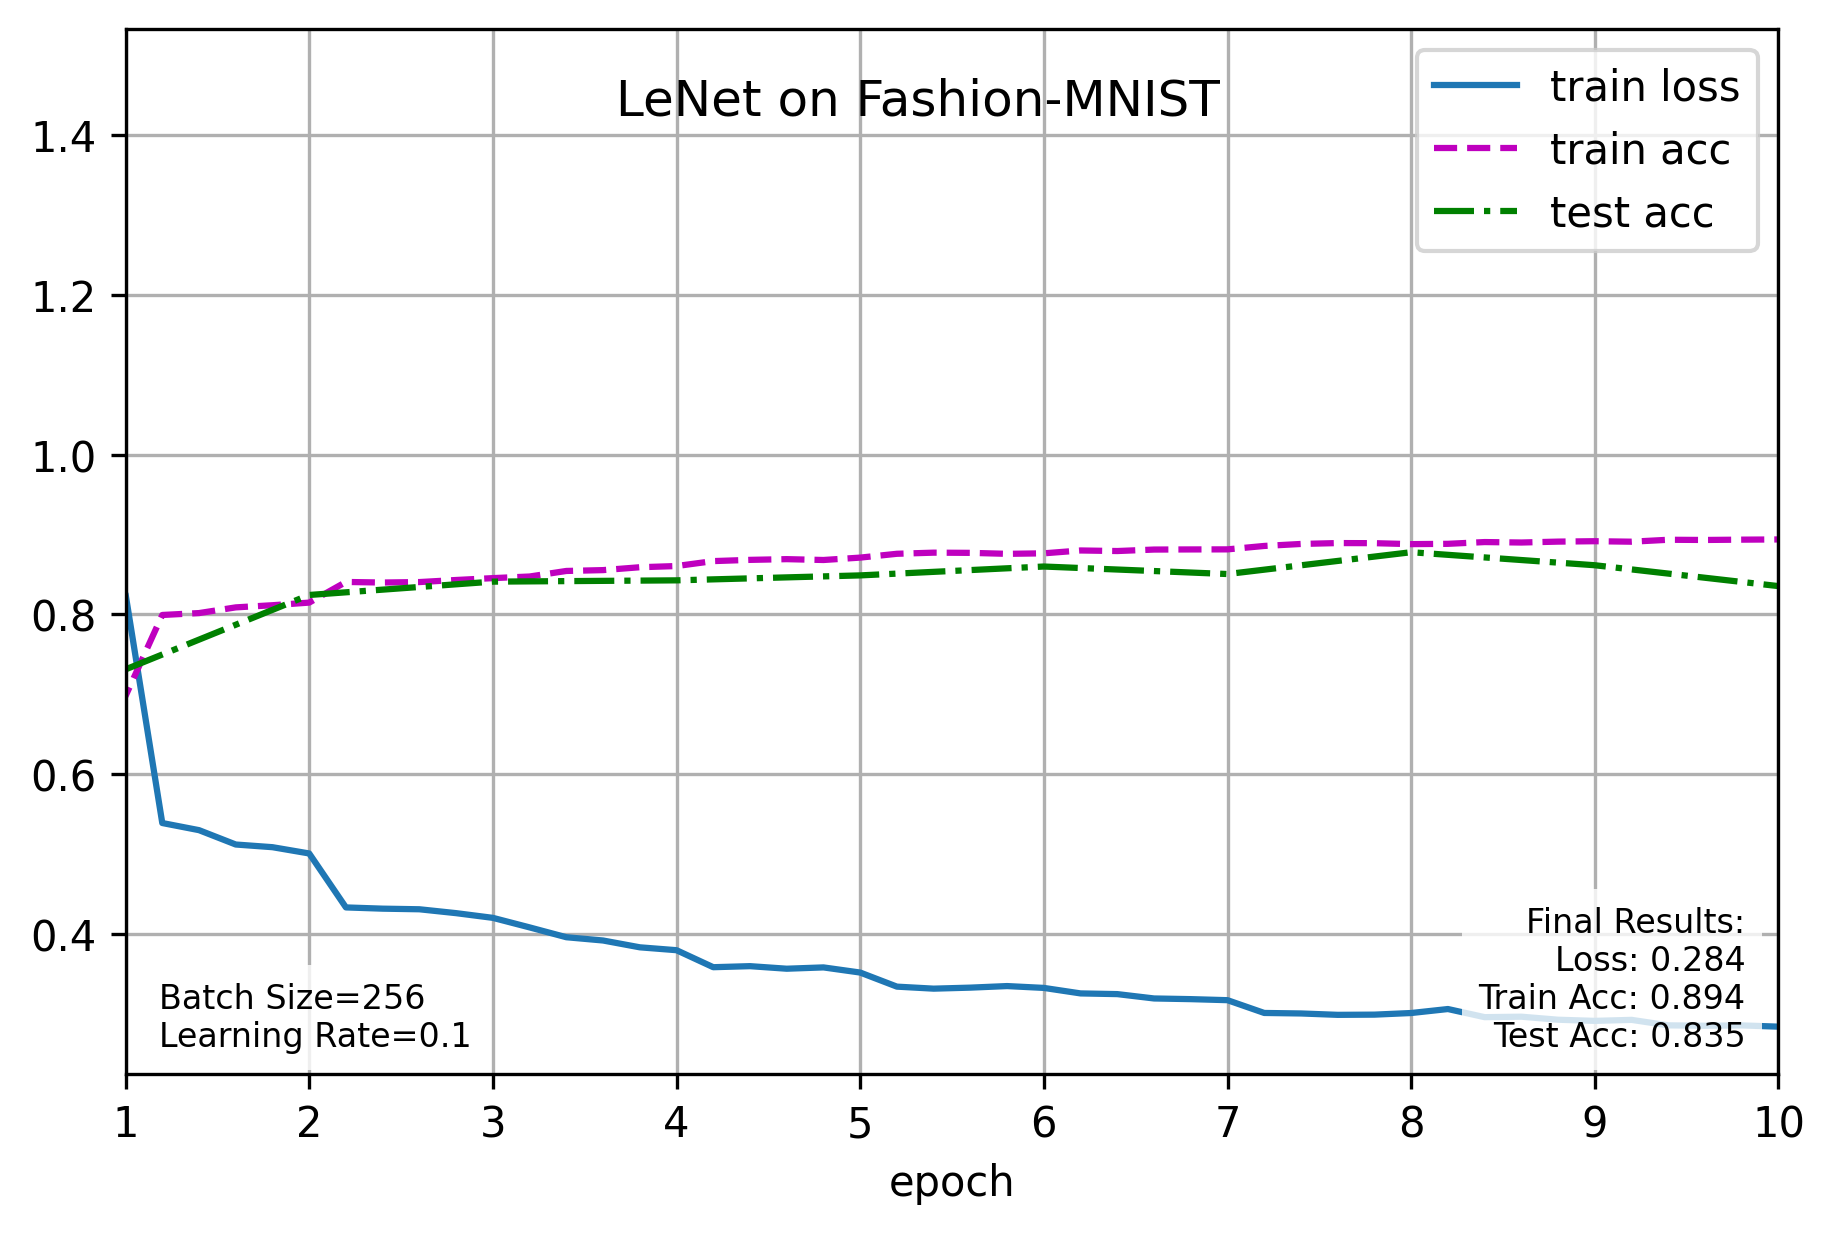 LeNet on Fashion-MNIST
train loss
train acc
test acc
1.4
1.2
1.0
0.8
0.6
0.4
Final Results:
Loss: 0.284
Train Acc: 0.894
Test Acc: 0.835
Batch Size=256
Learning Rate=0.1
1 2 3 4 5 6 7 8 9 10
epoch